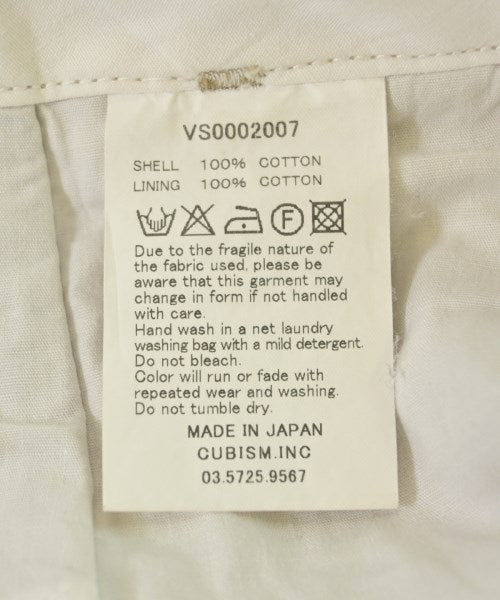 VS0002007
SHELL 100% COTTON
LINING 100% COTTON
F
Due to the fragile nature of
the fabric used, please be
aware that this garment may
change in form if not handled
with care.
Hand wash in a net laundry
washing bag with a mild detergent.
Do not bleach.
Color will run or fade with
repeated wear and washing.
Do not tumble dry.
MADE IN JAPAN
CUBISM.INC
03.5725.9567